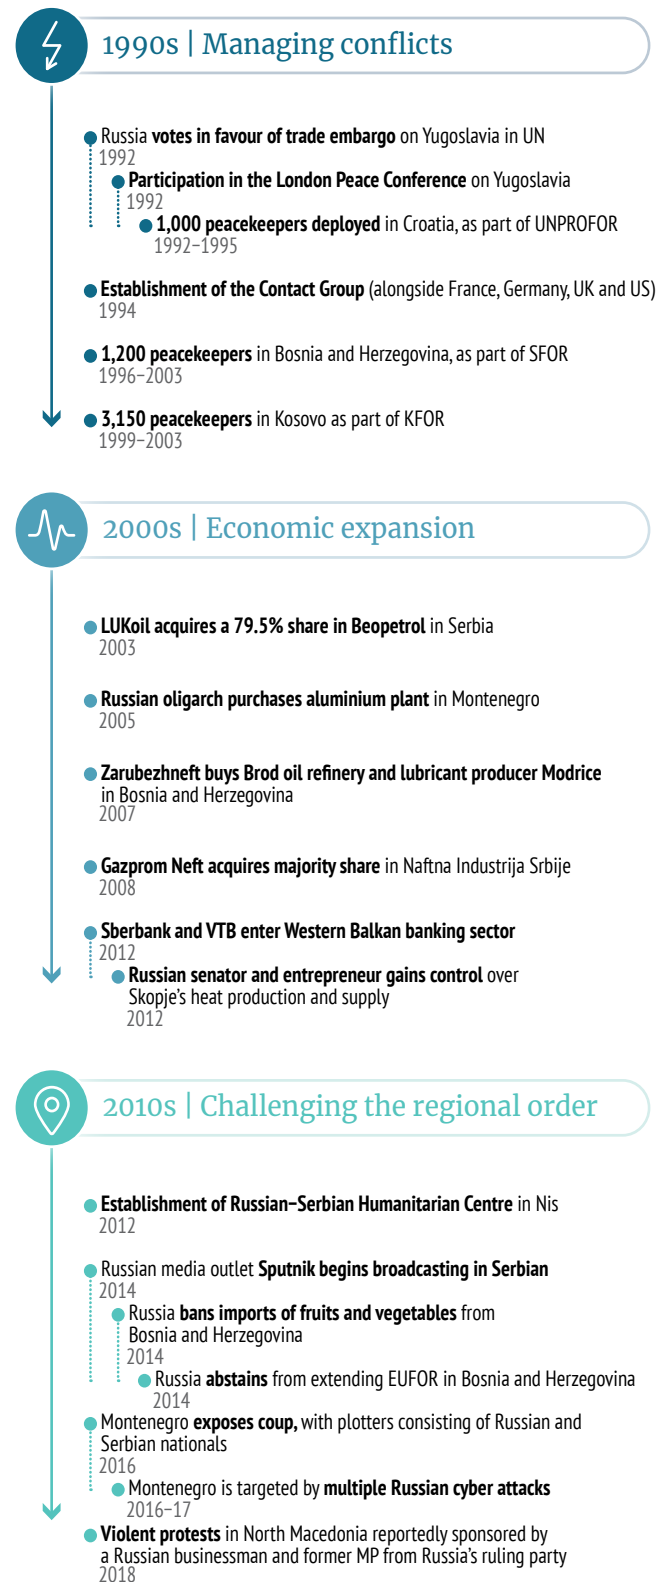 1990s | Managing conflicts
Russia votes in favour of trade embargo on Yugoslavia in UN
1992
Participation in the London Peace Conference on Yugoslavia
1992
1,000 peacekeepers deployed in Croatia, as part of UNPROFOR
1992–1995
Establishment of the Contact Group (alongside France, Germany, UK and US)
1994
1,200 peacekeepers in Bosnia and Herzegovina, as part of SFOR
1996–2003
3,150 peacekeepers in Kosovo as part of KFOR
1999–2003
2000s | Economic expansion
LUKoil acquires a 79.5% share in Beopetrol in Serbia
2003
Russian oligarch purchases aluminium plant in Montenegro
2005
Zarubezhneft buys Brod oil refinery and lubricant producer Modrice
in Bosnia and Herzegovina
2007
Gazprom Neft acquires majority share in Naftna Industrija Srbije
2008
Sberbank and VTB enter Western Balkan banking sector
2012
Russian senator and entrepreneur gains control over
Skopje’s heat production and supply
2012
2010s | Challenging the regional order
Establishment of Russian–Serbian Humanitarian Centre in Nis
2012
Russian media outlet Sputnik begins broadcasting in Serbian
2014
Russia bans imports of fruits and vegetables from
Bosnia and Herzegovina
2014
Russia abstains from extending EUFOR in Bosnia and Herzegovina
2014
Montenegro exposes coup, with plotters consisting of Russian and
Serbian nationals
2016
Montenegro is targeted by multiple Russian cyber attacks
2016–17
Violent protests in North Macedonia reportedly sponsored by
a Russian businessman and former MP from Russia’s ruling party
2018